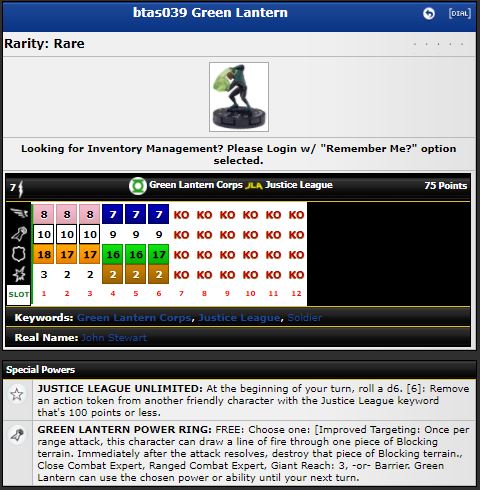 btas039 Green Lantern
[DIAL]
Rarity: Rare
Looking for Inventory Management? Please Login w/ "Remember Me?" option
selected.
7 Green Lantern Corps JLA Justice League 75 Points
8 8 8 7 7 7 KO KO KO KO KO KO
10 10 10 9 9 9 KO KO KO KO KO KO
18 17 17 16 16 17 KO KO KO KO KO KO
3 2 2 2 2 2 KO KO KO KO KO KO
SLOT 1 2 3 4 5 6 7 8 9 10 11 12
Keywords: Green Lantern Corps, Justice League, Soldier
Real Name: John Stewart
Special Powers
JUSTICE LEAGUE UNLIMITED: At the beginning of your turn, roll a d6. [6]: Remove
an action token from another friendly character with the Justice League keyword
that's 100 points or less.
GREEN LANTERN POWER RING: FREE: Choose one: [Improved Targeting: Once per
range attack, this character can draw a line of fire through one piece of Blocking
terrain. Immediately after the attack resolves, destroy that piece of Blocking terrain.,
Close Combat Expert, Ranged Combat Expert, Giant Reach: 3, -or- Barrier. Green
Lantern can use the chosen power or ability until your next turn.